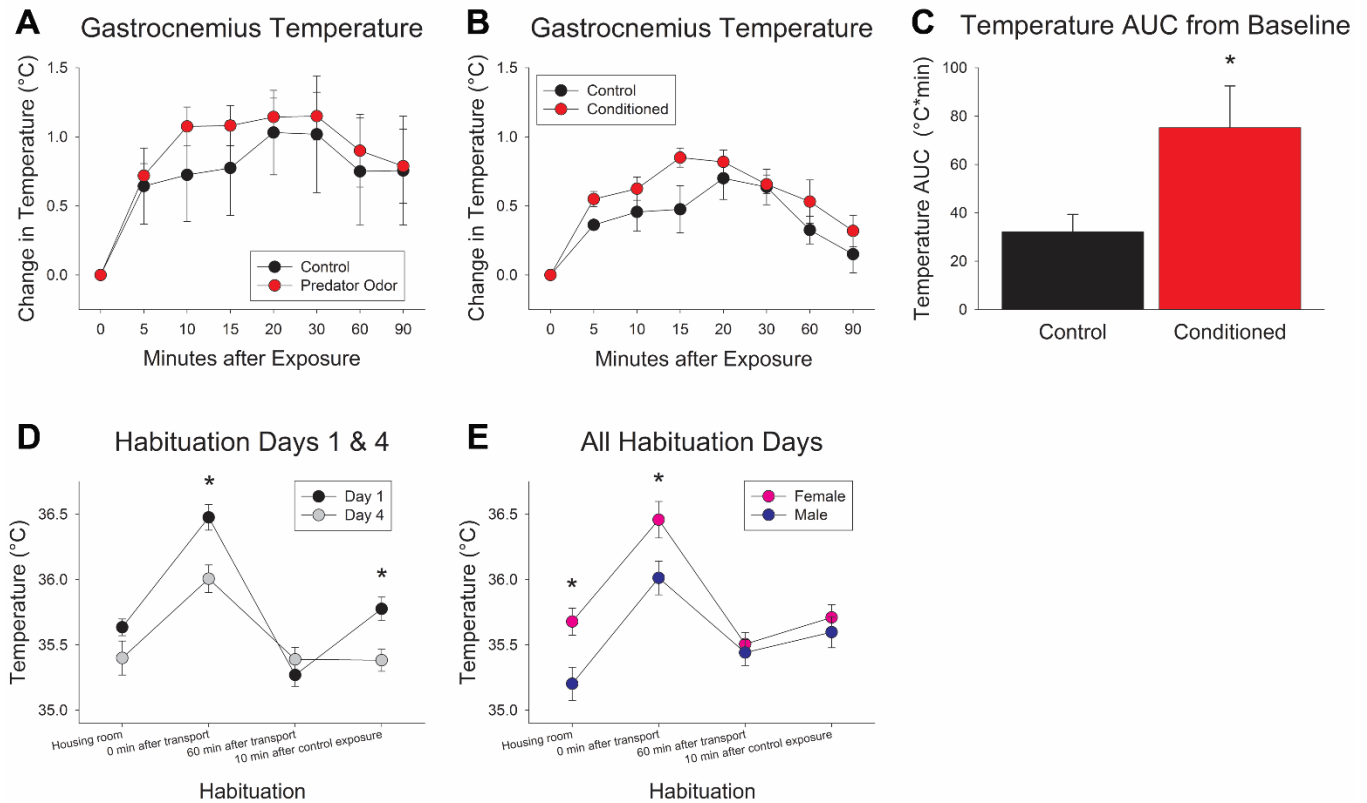 A Gastrocnemius Temperature
Change in Temperature (°C)
1.5
1.0
0.5
0.0
Control
Predator Odor
0 5 10 15 20 30 60 90
Minutes after Exposure
B Gastrocnemius Temperature
Change in Temperature (°C)
1.5
1.0
0.5
0.0
Control
Conditioned
0 5 10 15 20 30 60 90
Minutes after Exposure
C Temperature AUC from Baseline
Temperature AUC (°C*min)
100
80
60
40
20
0
*
Control Conditioned
D Habituation Days 1 & 4
Temperature (°C)
36.5
36.0
35.5
35.0
*
*
Day 1
Day 4
Housing room
0 min after transport
60 min after transport
10 min after control exposure
Habituation
E All Habituation Days
Temperature (°C)
36.5
36.0
35.5
35.0
*
*
Female
Male
Housing room
0 min after transport
60 min after transport
10 min after control exposure
Habituation